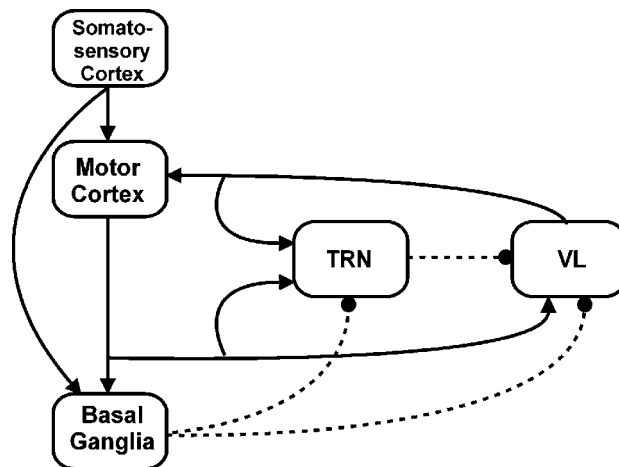 Somato-
sensory
Cortex
Motor
Cortex
TRN
VL
Basal
Ganglia